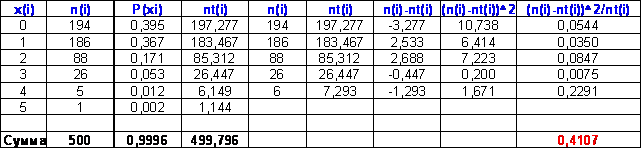 x(i) n(i) P(xi) nt(i) n(i) nt(i) n(i)-nt(i) (n(i)-nt(i))^2 (n(i)-nt(i))^2/nt(i)
0 194 0,395 197,277 194 197,277 -3,277 10,738 0,0544
1 186 0,367 183,467 186 183,467 2,533 6,414 0,0350
2 88 0,171 85,312 88 85,312 2,688 7,223 0,0847
3 26 0,053 26,447 26 26,447 -0,447 0,200 0,0075
4 5 0,012 6,149 6 7,293 -1,293 1,671 0,2291
5 1 0,002 1,144
Сумма 500 0,9996 499,796 0,4107